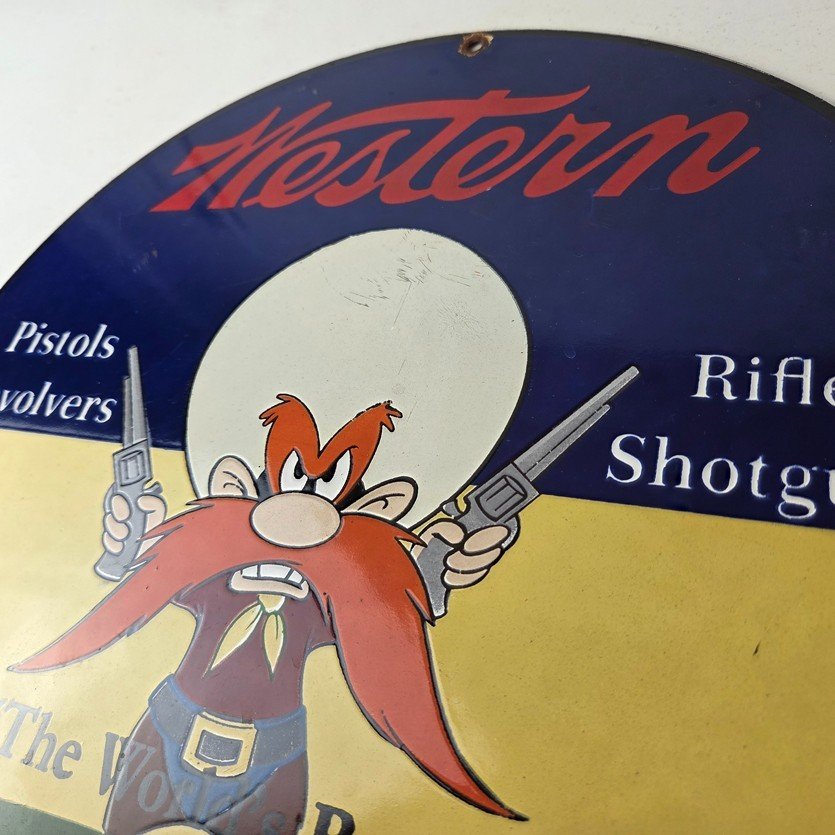 Western
Pistols
volvers
Rifle
Shotgu
"The World's B